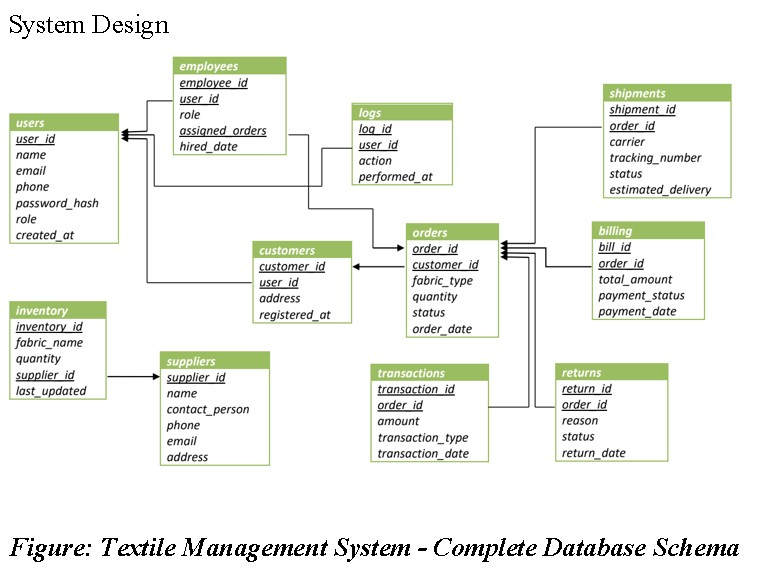 System Design
employees
employee_id
user_id
role
assigned_orders
hired_date
users
user_id
name
email
phone
password_hash
role
created_at
logs
log_id
user_id
action
performed_at
shipments
shipment_id
order_id
carrier
tracking_number
status
estimated_delivery
customers
customer_id
user_id
address
registered_at
orders
order_id
customer_id
fabric_type
quantity
status
order_date
billing
bill_id
order_id
total_amount
payment_status
payment_date
inventory
inventory_id
fabric_name
quantity
supplier_id
last_updated
suppliers
supplier_id
name
contact_person
phone
email
address
transactions
transaction_id
order_id
amount
transaction_type
transaction_date
returns
return_id
order_id
reason
status
return_date
Figure: Textile Management System - Complete Database Schema